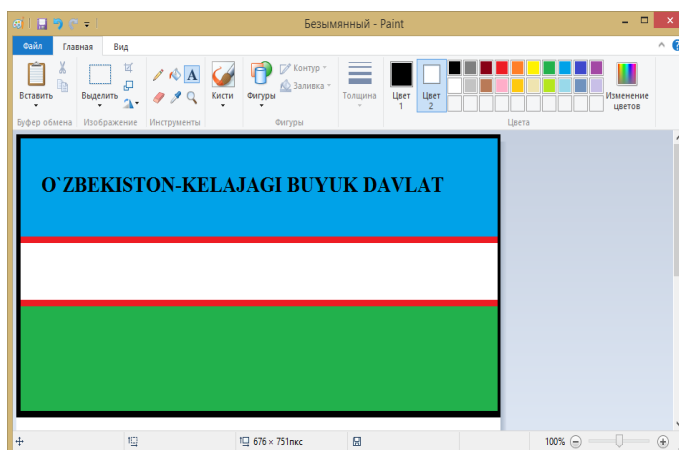 Безымянный - Paint
Файл Главная Вид
Вставить
Выделить
Кисти
Фигуры
Контур
Заливка
Толщина
Цвет 1
Цвет 2
Изменение цветов
Буфер обмена Изображение Инструменты Фигуры Цвета
O`ZBEKISTON-KELAJAGI BUYUK DAVLAT
676 × 751пкс
100%